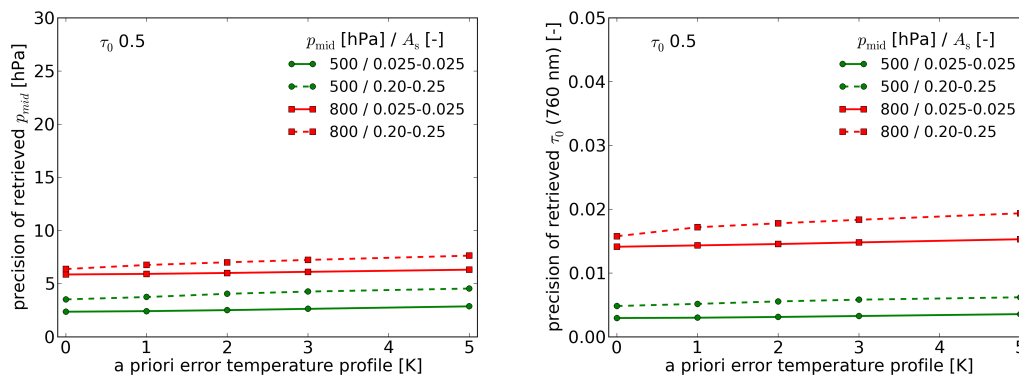 precision of retrieved p_mid [hPa]
30
25
20
15
10
5
0
τ₀ 0.5
p_mid [hPa] / A_s [-]
500 / 0.025-0.025
500 / 0.20-0.25
800 / 0.025-0.025
800 / 0.20-0.25
0 1 2 3 4 5
a priori error temperature profile [K]
precision of retrieved τ₀ (760 nm) [-]
0.05
0.04
0.03
0.02
0.01
0.00
τ₀ 0.5
p_mid [hPa] / A_s [-]
500 / 0.025-0.025
500 / 0.20-0.25
800 / 0.025-0.025
800 / 0.20-0.25
0 1 2 3 4 5
a priori error temperature profile [K]